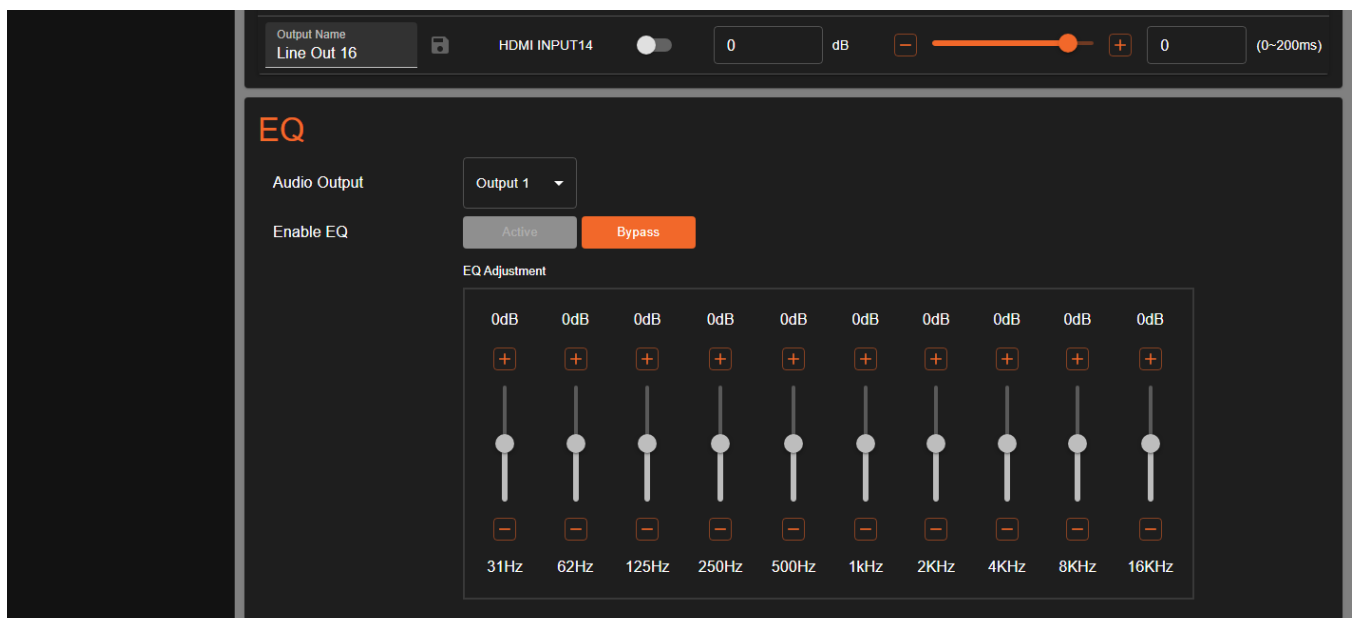 Output Name
Line Out 16
HDMI INPUT14
0
dB
0
(0~200ms)
EQ
Audio Output
Output 1
Enable EQ
Active
Bypass
EQ Adjustment
0dB 0dB 0dB 0dB 0dB 0dB 0dB 0dB 0dB 0dB
31Hz 62Hz 125Hz 250Hz 500Hz 1kHz 2KHz 4KHz 8KHz 16KHz